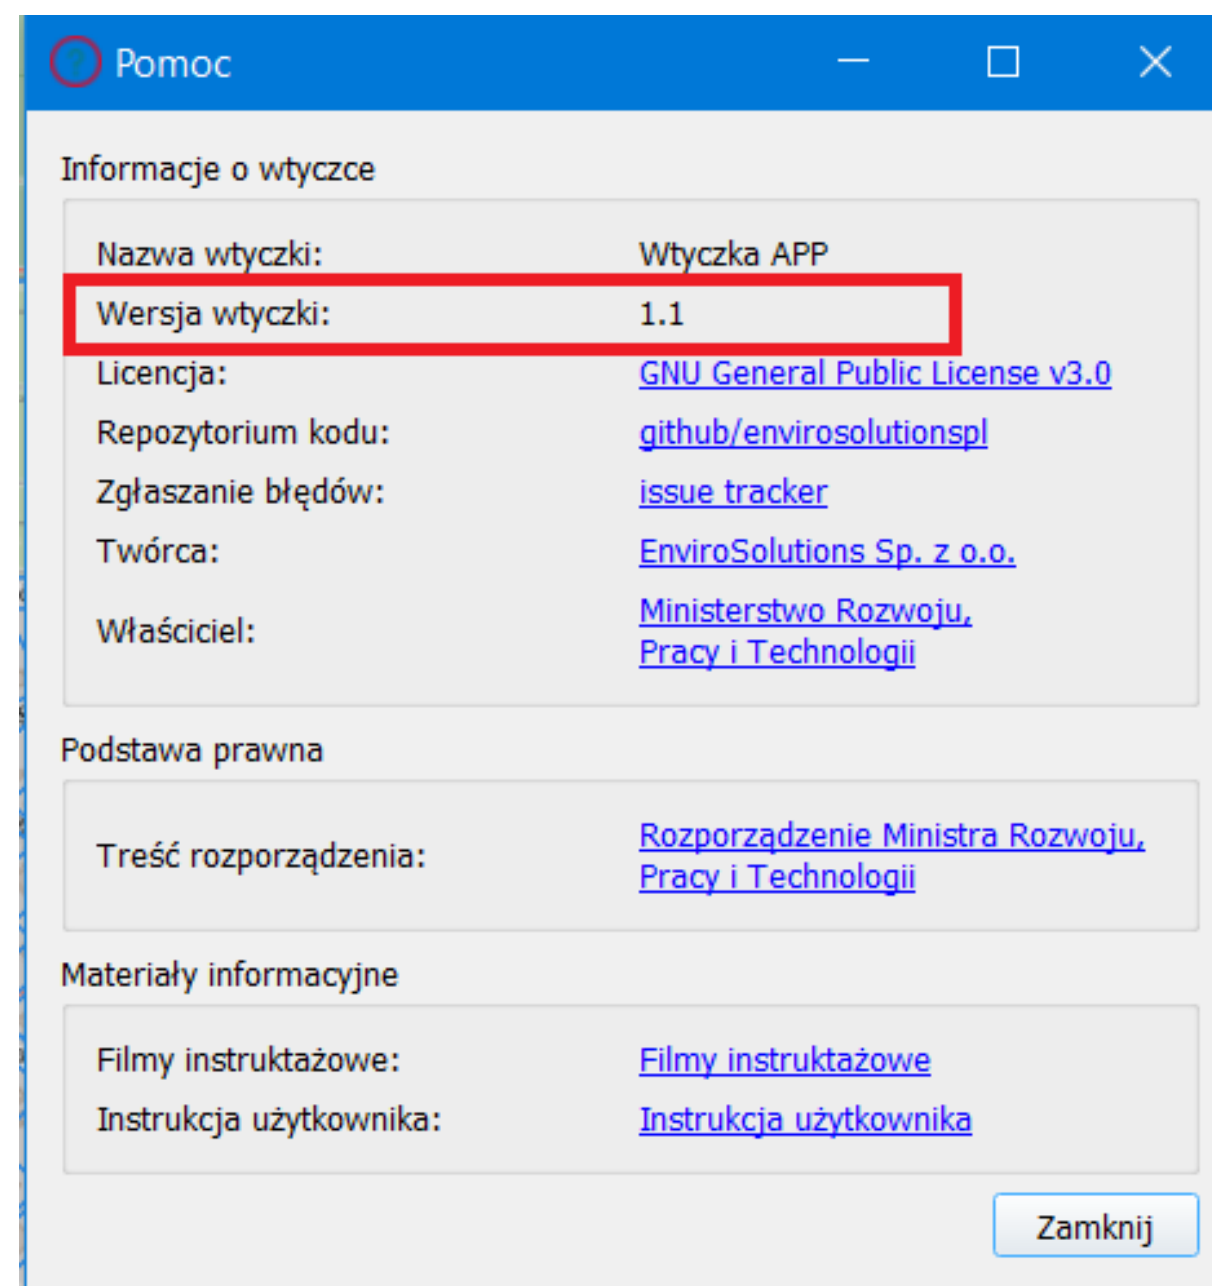 Pomoc
Informacje o wtyczce
Nazwa wtyczki: Wtyczka APP
Wersja wtyczki: 1.1
Licencja: GNU General Public License v3.0
Repozytorium kodu: github/envirosolutionspl
Zgłaszanie błędów: issue tracker
Twórca: EnviroSolutions Sp. z o.o.
Właściciel: Ministerstwo Rozwoju,
Pracy i Technologii
Podstawa prawna
Treść rozporządzenia: Rozporządzenie Ministra Rozwoju,
Pracy i Technologii
Materiały informacyjne
Filmy instruktażowe: Filmy instruktażowe
Instrukcja użytkownika: Instrukcja użytkownika
Zamknij